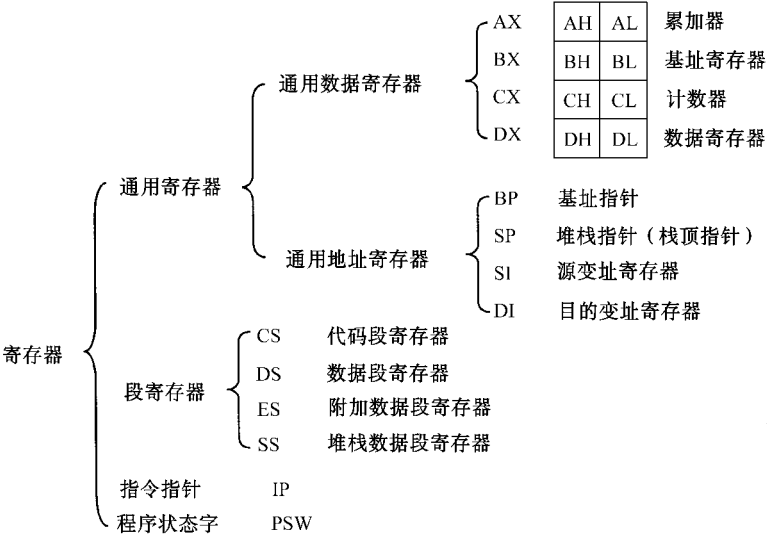 AX AH AL 累加器
BX BH BL 基址寄存器
通用数据寄存器
CX CH CL 计数器
DX DH DL 数据寄存器
通用寄存器
BP 基址指针
SP 堆栈指针（栈顶指针）
通用地址寄存器
SI 源变址寄存器
DI 目的变址寄存器
寄存器
CS 代码段寄存器
DS 数据段寄存器
段寄存器
ES 附加数据段寄存器
SS 堆栈数据段寄存器
指令指针 IP
程序状态字 PSW